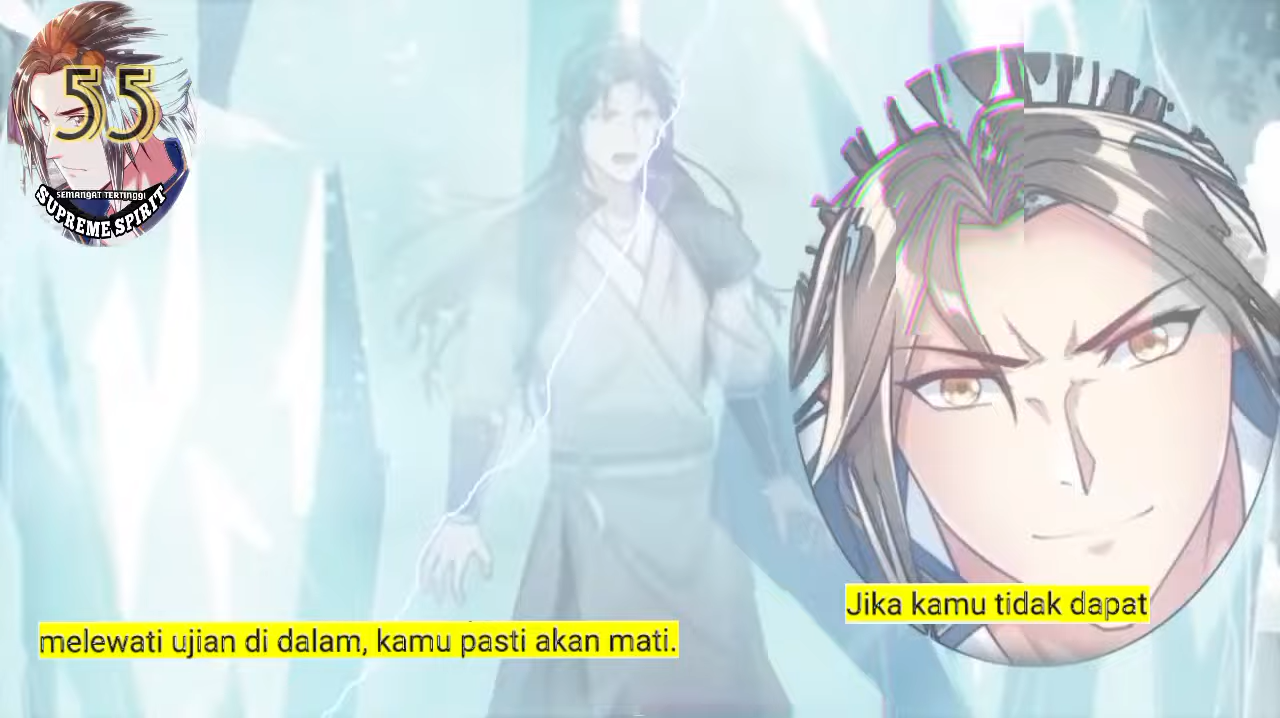 55
SEMANGAT TERTINGGI
SUPREME SPIRIT
Jika kamu tidak dapat
melewati ujian di dalam, kamu pasti akan mati.